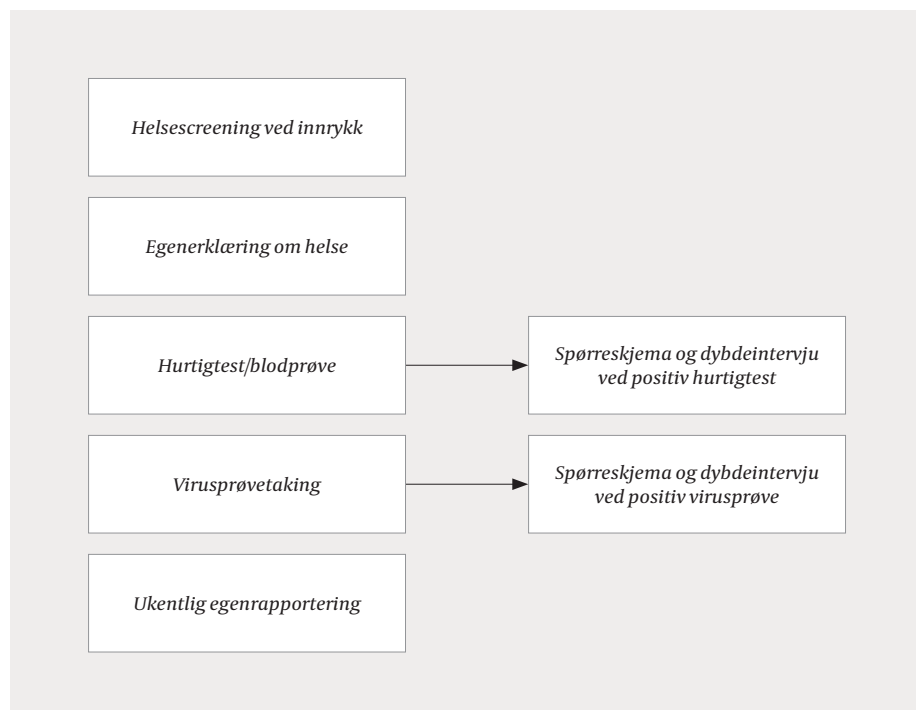 Helsescreening ved innrykk
Egenerklæring om helse
Hurtigtest/blodprøve
Spørreskjema og dybdeintervju
ved positiv hurtigtest
Virusprøvetaking
Spørreskjema og dybdeintervju
ved positiv virusprøve
Ukentlig egenrapportering